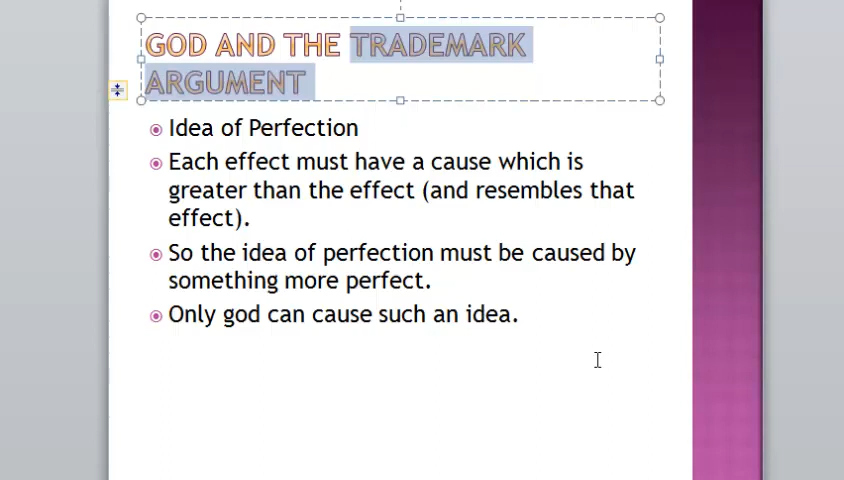 GOD AND THE TRADEMARK
ARGUMENT
Idea of Perfection
Each effect must have a cause which is
greater than the effect (and resembles that
effect).
So the idea of perfection must be caused by
something more perfect.
Only god can cause such an idea.